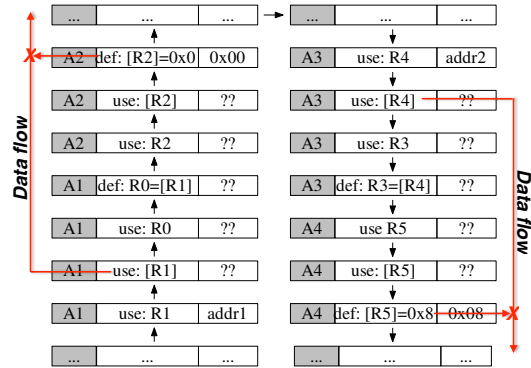 ... ... ...
A2 def: [R2]=0x0 0x00
A2 use: [R2] ??
A2 use: R2 ??
A1 def: R0=[R1] ??
A1 use: R0 ??
A1 use: [R1] ??
A1 use: R1 addr1
... ... ...
Data flow
X
... ... ...
A3 use: R4 addr2
A3 use: [R4] ??
A3 use: R3 ??
A3 def: R3=[R4] ??
A4 use R5 ??
A4 use: [R5] ??
A4 def: [R5]=0x8 0x08
... ... ...
Data flow
X